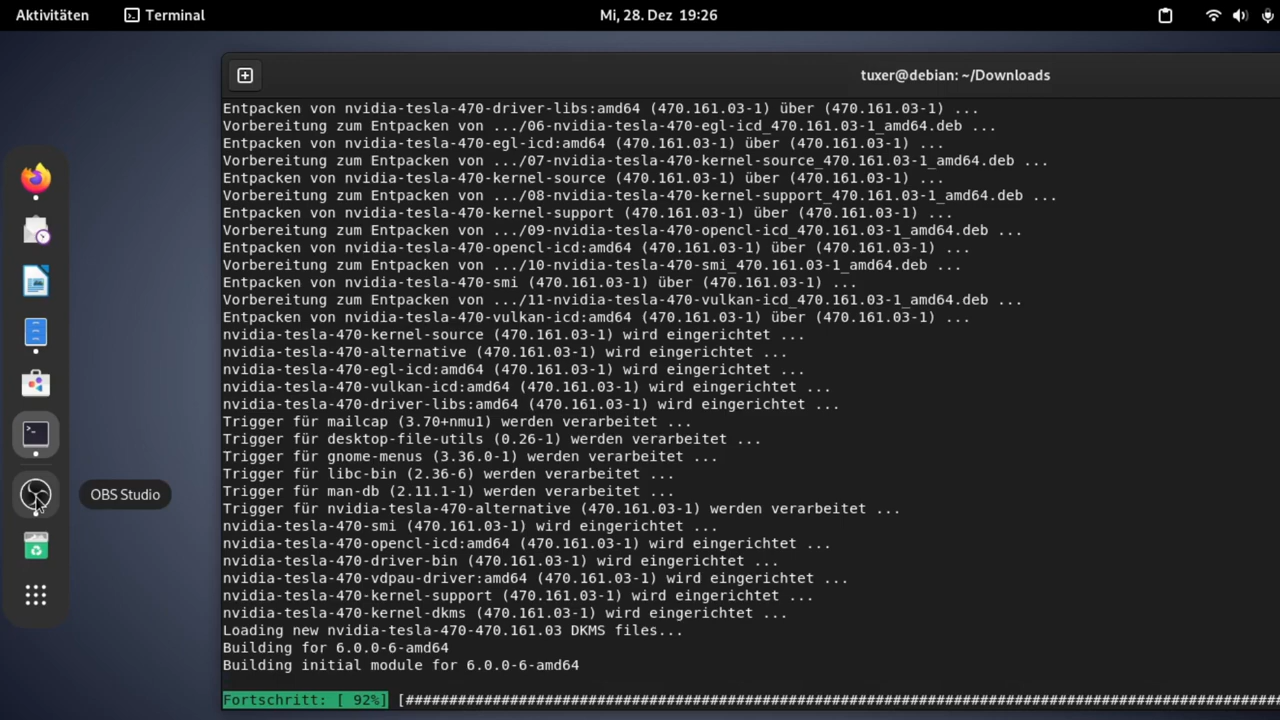 Aktivitäten
Terminal
Mi, 28. Dez 19:26
tuxer@debian: ~/Downloads
Entpacken von nvidia-tesla-470-driver-libs:amd64 (470.161.03-1) über (470.161.03-1) ...
Vorbereitung zum Entpacken von .../06-nvidia-tesla-470-egl-icd_470.161.03-1_amd64.deb ...
Entpacken von nvidia-tesla-470-egl-icd:amd64 (470.161.03-1) über (470.161.03-1) ...
Vorbereitung zum Entpacken von .../07-nvidia-tesla-470-kernel-source_470.161.03-1_amd64.deb ...
Entpacken von nvidia-tesla-470-kernel-source (470.161.03-1) über (470.161.03-1) ...
Vorbereitung zum Entpacken von .../08-nvidia-tesla-470-kernel-support_470.161.03-1_amd64.deb ...
Entpacken von nvidia-tesla-470-kernel-support (470.161.03-1) über (470.161.03-1) ...
Vorbereitung zum Entpacken von .../09-nvidia-tesla-470-opencl-icd_470.161.03-1_amd64.deb ...
Entpacken von nvidia-tesla-470-opencl-icd:amd64 (470.161.03-1) über (470.161.03-1) ...
Vorbereitung zum Entpacken von .../10-nvidia-tesla-470-smi_470.161.03-1_amd64.deb ...
Entpacken von nvidia-tesla-470-smi (470.161.03-1) über (470.161.03-1) ...
Vorbereitung zum Entpacken von .../11-nvidia-tesla-470-vulkan-icd_470.161.03-1_amd64.deb ...
Entpacken von nvidia-tesla-470-vulkan-icd:amd64 (470.161.03-1) über (470.161.03-1) ...
nvidia-tesla-470-kernel-source (470.161.03-1) wird eingerichtet ...
nvidia-tesla-470-alternative (470.161.03-1) wird eingerichtet ...
nvidia-tesla-470-egl-icd:amd64 (470.161.03-1) wird eingerichtet ...
nvidia-tesla-470-vulkan-icd:amd64 (470.161.03-1) wird eingerichtet ...
nvidia-tesla-470-driver-libs:amd64 (470.161.03-1) wird eingerichtet ...
Trigger für mailcap (3.70+nmu1) werden verarbeitet ...
Trigger für desktop-file-utils (0.26-1) werden verarbeitet ...
Trigger für gnome-menus (3.36.0-1) werden verarbeitet ...
Trigger für libc-bin (2.36-6) werden verarbeitet ...
Trigger für man-db (2.11.1-1) werden verarbeitet ...
OBS Studio
Trigger für nvidia-tesla-470-alternative (470.161.03-1) werden verarbeitet ...
nvidia-tesla-470-smi (470.161.03-1) wird eingerichtet ...
nvidia-tesla-470-opencl-icd:amd64 (470.161.03-1) wird eingerichtet ...
nvidia-tesla-470-driver-bin (470.161.03-1) wird eingerichtet ...
nvidia-tesla-470-vdpau-driver:amd64 (470.161.03-1) wird eingerichtet ...
nvidia-tesla-470-kernel-support (470.161.03-1) wird eingerichtet ...
nvidia-tesla-470-kernel-dkms (470.161.03-1) wird eingerichtet ...
Loading new nvidia-tesla-470-470.161.03 DKMS files...
Building for 6.0.0-6-amd64
Building initial module for 6.0.0-6-amd64
Fortschritt: [ 92%] [####################################################################################################